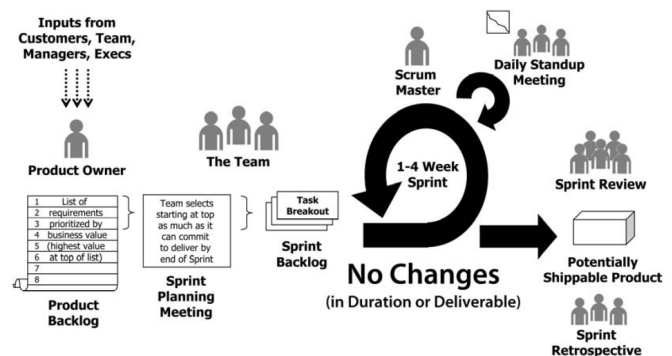 Inputs from
Customers, Team,
Managers, Execs
Product Owner
The Team
1 List of
2 requirements
3 prioritized by
4 business value
5 (highest value
6 at top of list)
7
8
Product
Backlog
Team selects
starting at top
as much as it
can commit
to deliver by
end of Sprint
Sprint
Planning
Meeting
Task
Breakout
Sprint
Backlog
Scrum
Master
Daily Standup
Meeting
1-4 Week
Sprint
No Changes
(in Duration or Deliverable)
Sprint Review
Potentially
Shippable Product
Sprint
Retrospective